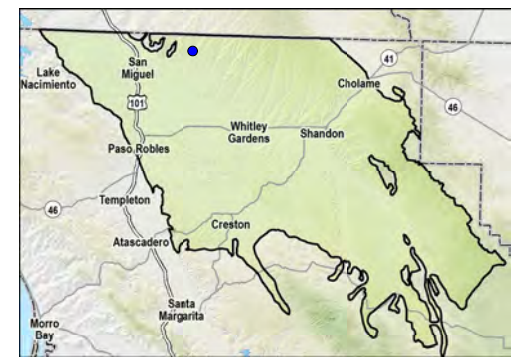 San
Miguel
41
Lake
Nacimiento
Cholame
101
46
Whitley
Gardens
Shandon
Paso Robles
Templeton
46
Creston
Atascadero
Santa
Margarita
Morro
Bay